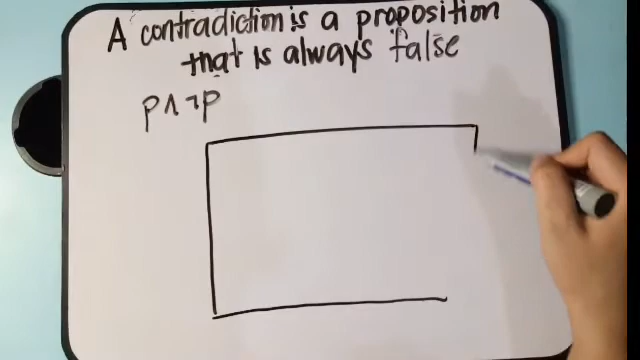 A contradiction is a proposition
that is always false
p∧¬p